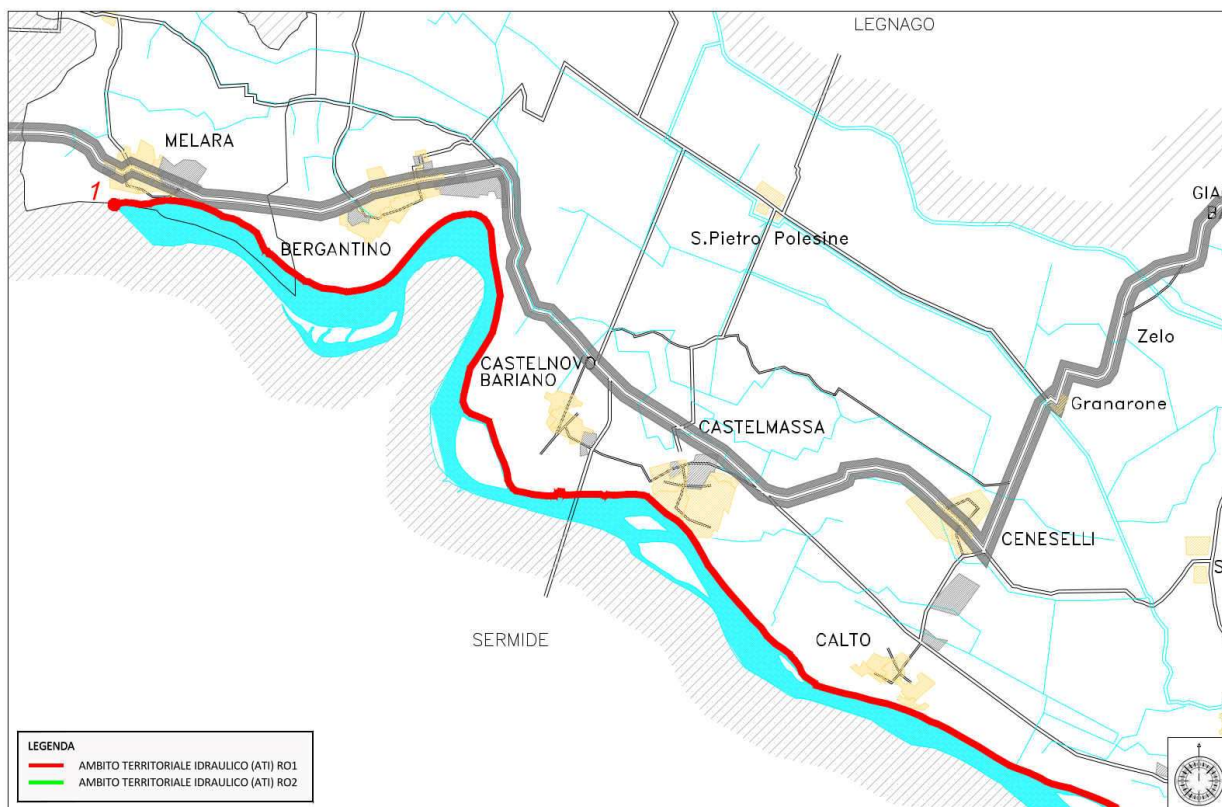 LEGNAGO
MELARA
1
GIA
B
BERGANTINO
S.Pietro Polesine
Zelo
CASTELNOVO
BARIANO
Granarone
CASTELMASSA
CENESELLI
S
SERMIDE
CALTO
LEGENDA
AMBITO TERRITORIALE IDRAULICO (ATI) RO1
AMBITO TERRITORIALE IDRAULICO (ATI) RO2